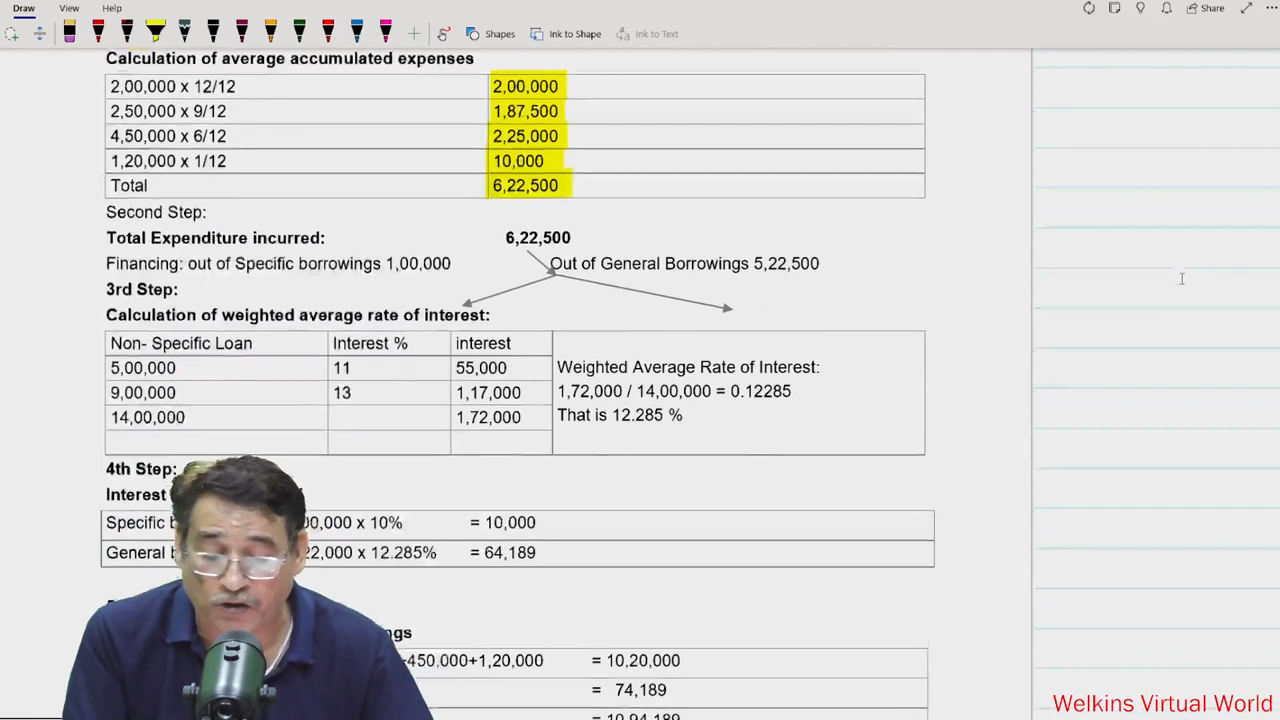 Draw View Help
Share
Shapes Ink to Shape Ink to Text
Calculation of average accumulated expenses
2,00,000 x 12/12 2,00,000
2,50,000 x 9/12 1,87,500
4,50,000 x 6/12 2,25,000
1,20,000 x 1/12 10,000
Total 6,22,500
Second Step:
Total Expenditure incurred: 6,22,500
Financing: out of Specific borrowings 1,00,000 Out of General Borrowings 5,22,500
3rd Step:
Calculation of weighted average rate of interest:
Non- Specific Loan Interest % interest
5,00,000 11 55,000
9,00,000 13 1,17,000
14,00,000 1,72,000
Weighted Average Rate of Interest:
1,72,000 / 14,00,000 = 0.12285
That is 12.285 %
4th Step:
Interest
Specific b 00,000 x 10% = 10,000
General b 22,000 x 12.285% = 64,189
ngs
450,000+1,20,000 = 10,20,000
= 74,189
= 10,94,189
Welkins Virtual World